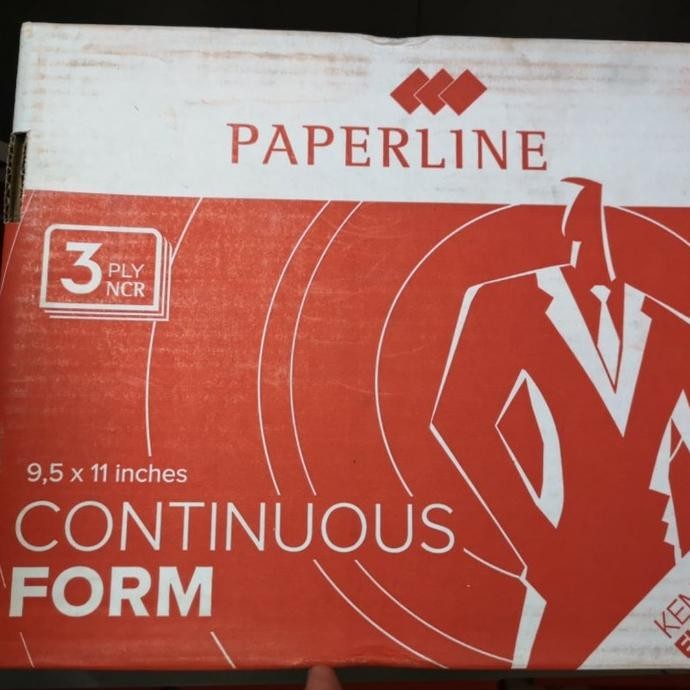 PAPERLINE
3 PLY
NCR
9,5 x 11 inches
CONTINUOUS
FORM